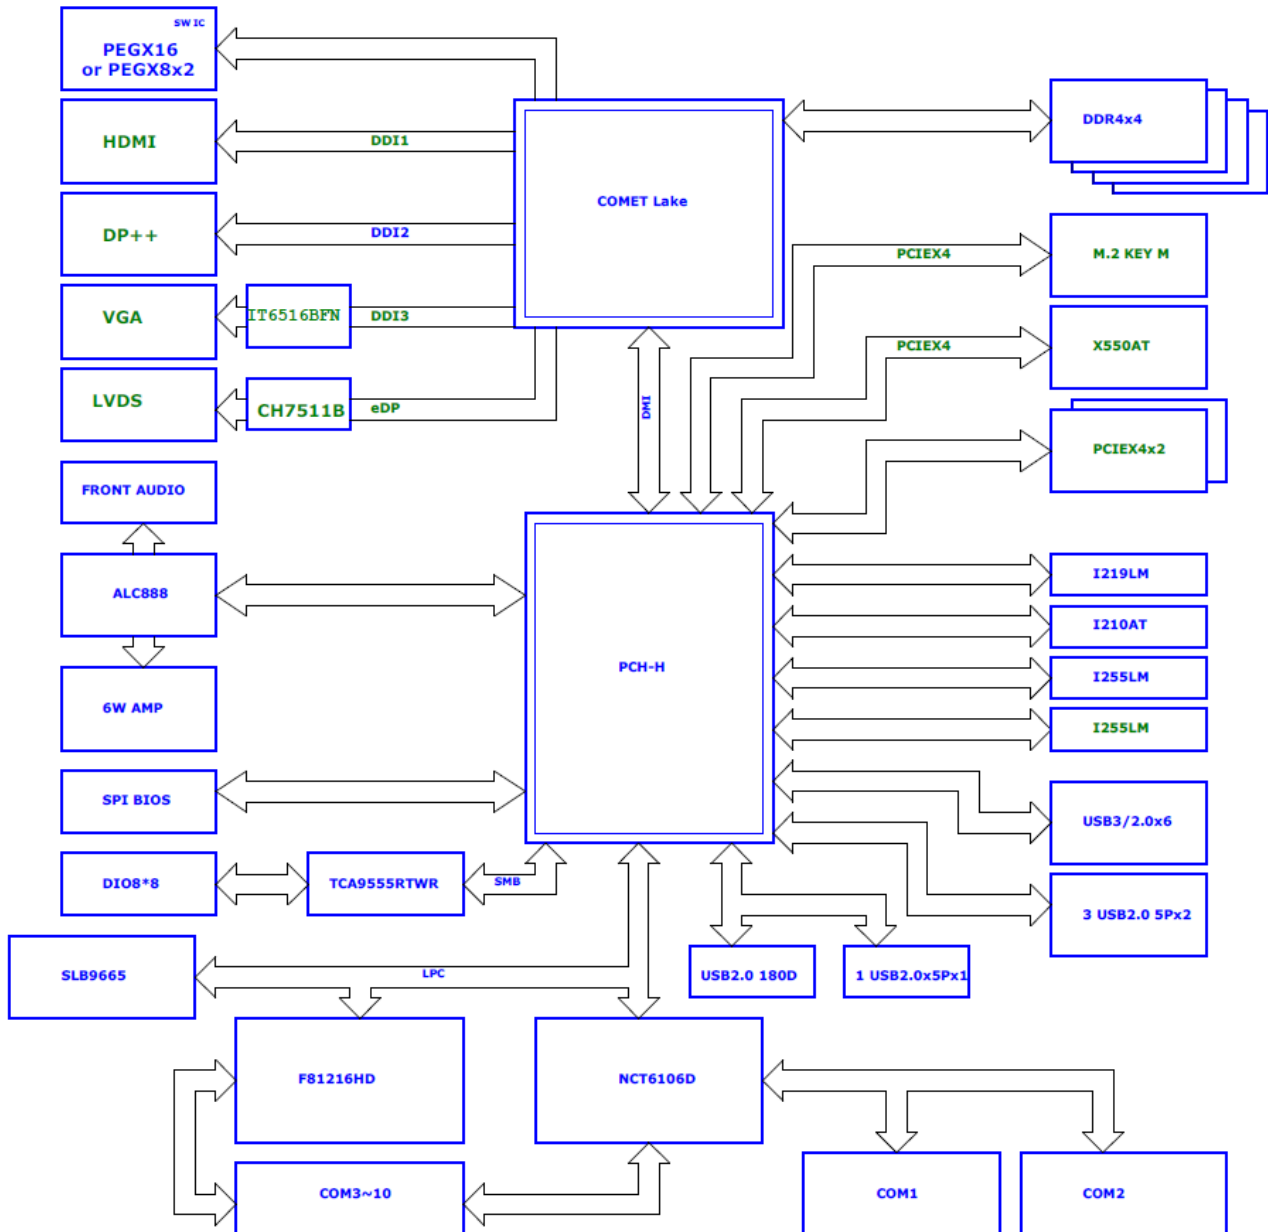 SW IC
PEGX16
or PEGX8x2
HDMI
DDI1
COMET Lake
DDR4x4
DP++
DDI2
PCIEX4
M.2 KEY M
VGA
IT6516BFN
DDI3
PCIEX4
X550AT
LVDS
CH7511B
eDP
DMI
PCIEX4x2
FRONT AUDIO
ALC888
I219LM
I210AT
PCH-H
I255LM
6W AMP
I255LM
SPI BIOS
USB3/2.0x6
DIO8*8
TCA9555RTWR
SMB
3 USB2.0 5Px2
SLB9665
LPC
USB2.0 180D
1 USB2.0x5Px1
F81216HD
NCT6106D
COM3~10
COM1
COM2